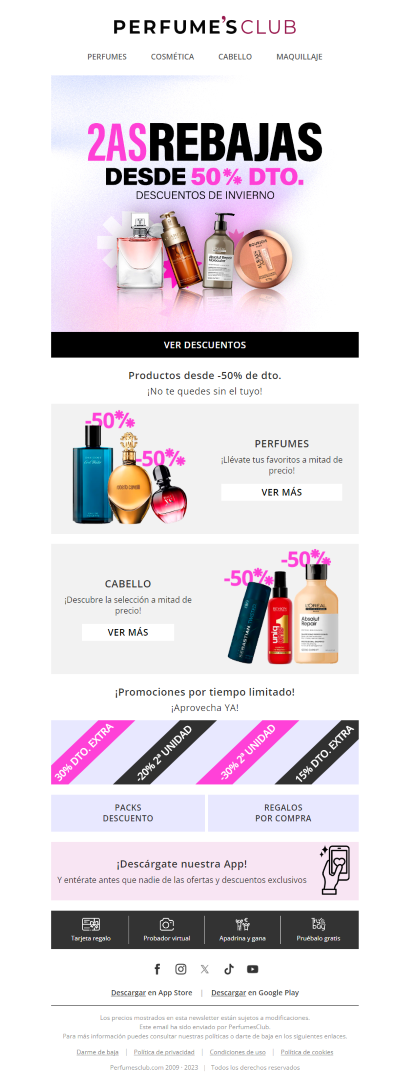 PERFUME'S CLUB
PERFUMES COSMÉTICA CABELLO MAQUILLAJE
2AS REBAJAS
DESDE 50% DTO.
DESCUENTOS DE INVIERNO
VER DESCUENTOS
Productos desde -50% de dto.
¡No te quedes sin el tuyo!
-50%
-50%
PERFUMES
¡Llévate tus favoritos a mitad de
precio!
VER MÁS
CABELLO
¡Descubre la selección a mitad de
precio!
VER MÁS
-50%
-50%
SEBASTIAN
uniq
1
L'ORÉAL
Absolut
Repair
¡Promociones por tiempo limitado!
¡Aprovecha YA!
30% DTO. EXTRA
-20% 2ª UNIDAD
-30% 2ª UNIDAD
15% DTO. EXTRA
PACKS
DESCUENTO
REGALOS
POR COMPRA
¡Descárgate nuestra App!
Y entérate antes que nadie de las ofertas y descuentos exclusivos
Tarjeta regalo Probador virtual Apadrina y gana Pruébalo gratis
Descargar en App Store | Descargar en Google Play
Los precios mostrados en esta newsletter están sujetos a modificaciones.
Este email ha sido enviado por PerfumesClub.
Para más información puedes consultar nuestras políticas o darte de baja en los siguientes enlaces.
Darme de baja | Política de privacidad | Condiciones de uso | Política de cookies
Perfumesclub.com 2009 - 2023 | Todos los derechos reservados